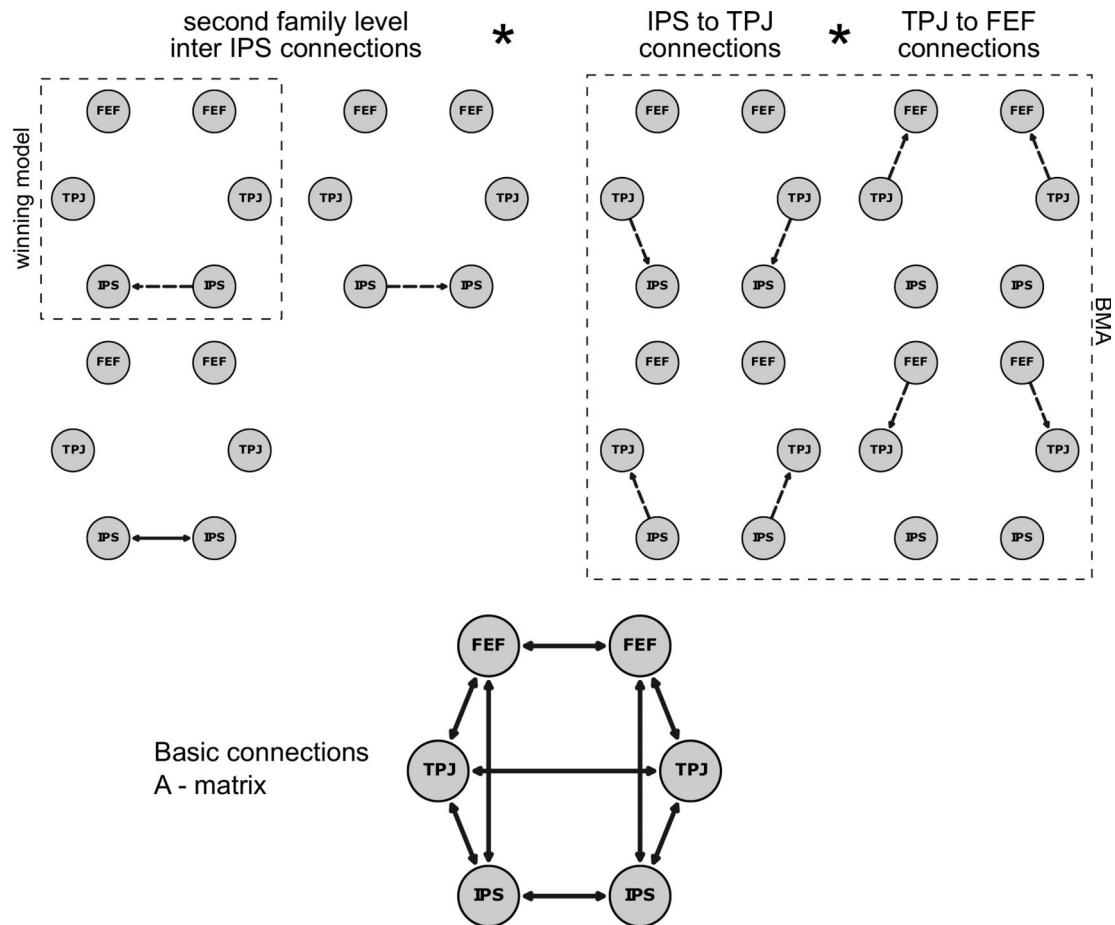 second family level
inter IPS connections
*
IPS to TPJ
connections
*
TPJ to FEF
connections
winning model
FEF FEF
TPJ TPJ
IPS IPS
FEF FEF
TPJ TPJ
IPS IPS
FEF FEF
TPJ TPJ
IPS IPS
BMA
FEF FEF
TPJ TPJ
IPS IPS
FEF FEF
TPJ TPJ
IPS IPS
FEF FEF
TPJ TPJ
IPS IPS
FEF FEF
TPJ TPJ
IPS IPS
Basic connections
A - matrix
FEF FEF
TPJ TPJ
IPS IPS